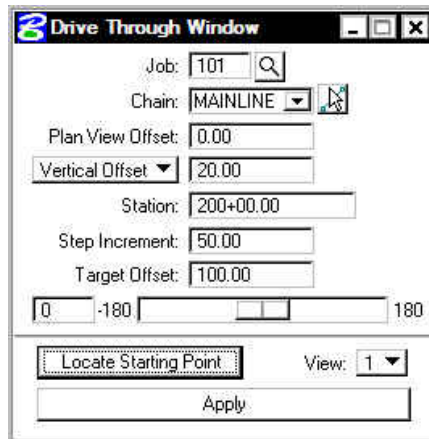 Drive Through Window
Job: 101
Chain: MAINLINE
Plan View Offset: 0.00
Vertical Offset 20.00
Station: 200+00.00
Step Increment: 50.00
Target Offset: 100.00
0 -180 180
Locate Starting Point View: 1
Apply